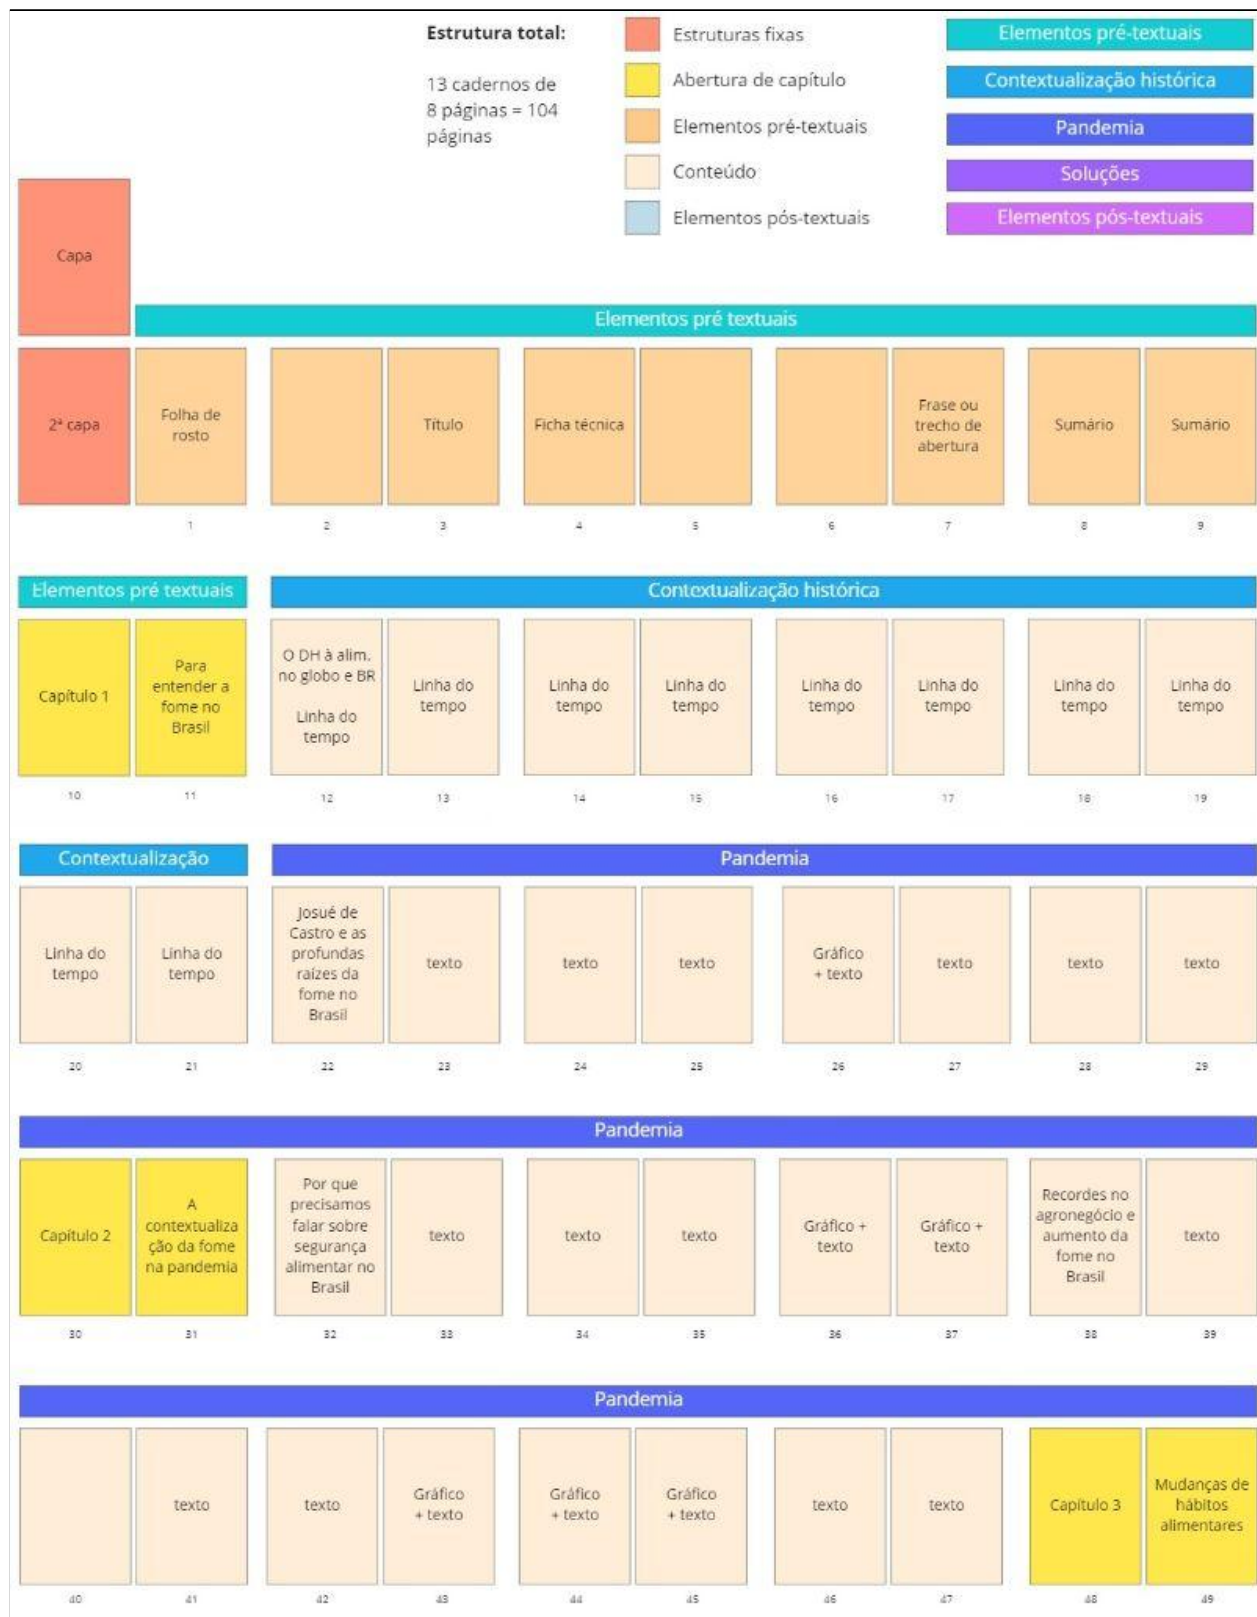 Estrutura total:
13 cadernos de
8 páginas = 104
páginas
Estruturas fixas
Abertura de capítulo
Elementos pré-textuais
Conteúdo
Elementos pós-textuais
Elementos pré-textuais
Contextualização histórica
Pandemia
Soluções
Elementos pós-textuais
Capa
Elementos pré textuais
2ª capa
Folha de
rosto
Título
Ficha técnica
Frase ou
trecho de
abertura
Sumário
Sumário
1
2
3
4
5
6
7
8
9
Elementos pré textuais
Contextualização histórica
Capítulo 1
Para
entender a
fome no
Brasil
O DH à alim.
no globo e BR
Linha do
tempo
Linha do
tempo
Linha do
tempo
Linha do
tempo
Linha do
tempo
Linha do
tempo
Linha do
tempo
Linha do
tempo
10
11
12
13
14
15
16
17
18
19
Contextualização
Pandemia
Linha do
tempo
Linha do
tempo
Josué de
Castro e as
profundas
raízes da
fome no
Brasil
texto
texto
texto
Gráfico
+ texto
texto
texto
texto
20
21
22
23
24
25
26
27
28
29
Pandemia
Capítulo 2
A
contextualiza
ção da fome
na pandemia
Por que
precisamos
falar sobre
segurança
alimentar no
Brasil
texto
texto
texto
Gráfico +
texto
Gráfico +
texto
Recordes no
agronegócio e
aumento da
fome no
Brasil
texto
30
31
32
33
34
35
36
37
38
39
Pandemia
texto
texto
Gráfico
+ texto
Gráfico
+ texto
Gráfico
+ texto
texto
texto
Capítulo 3
Mudanças de
hábitos
alimentares
40
41
42
43
44
45
46
47
48
49